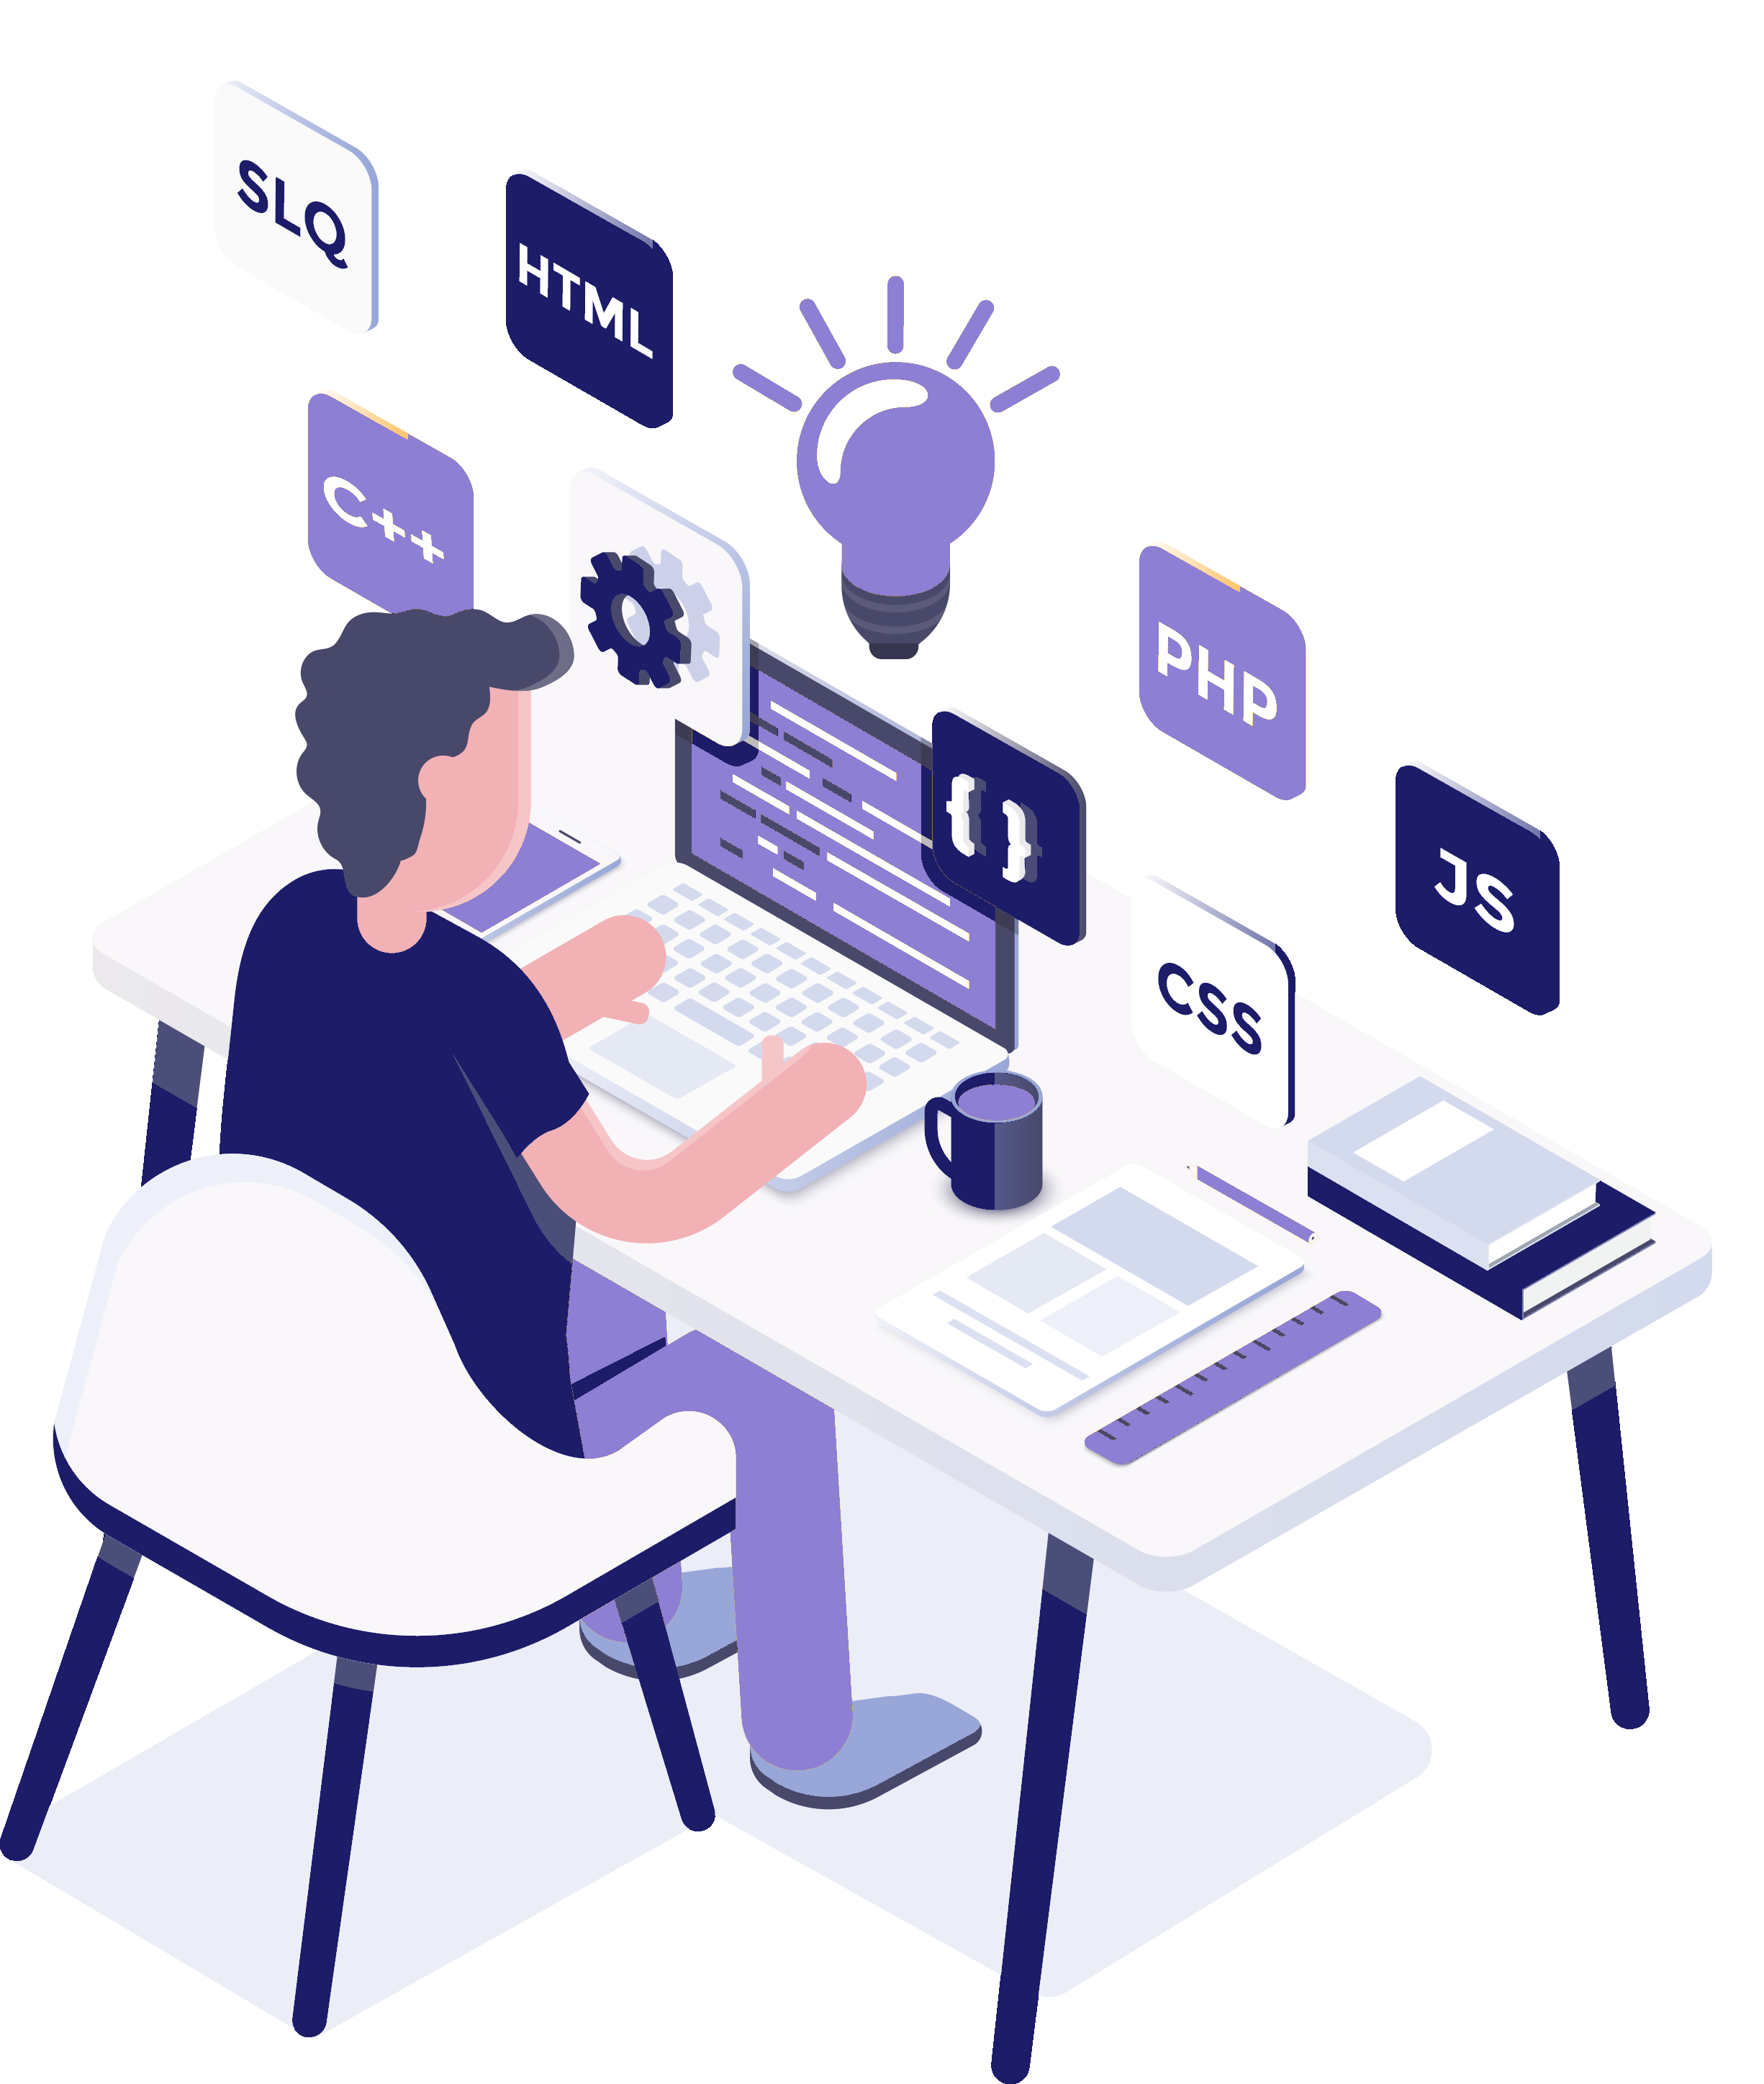 SLQ
HTML
C++
PHP
{ }
JS
CSS